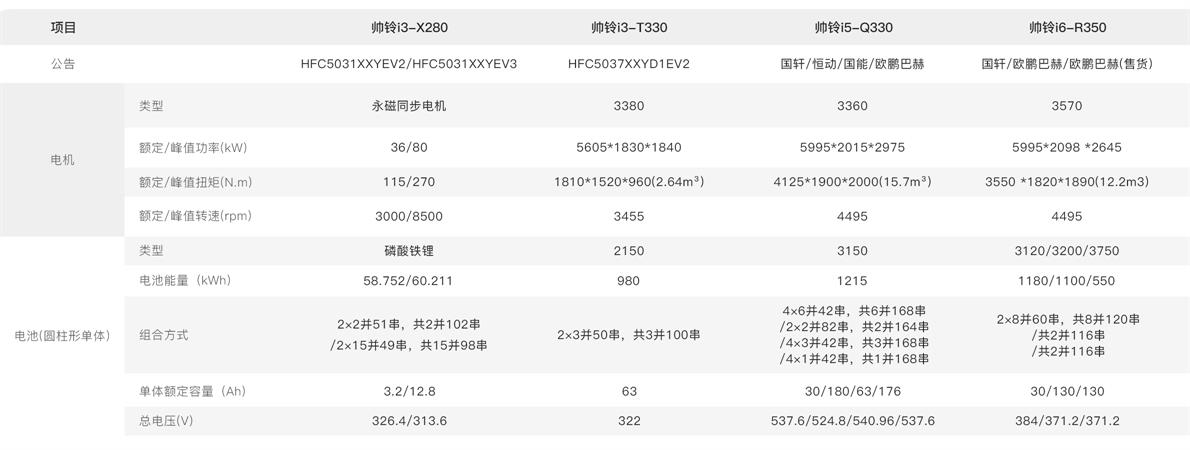 项目 帅铃i3-X280 帅铃i3-T330 帅铃i5-Q330 帅铃i6-R350
公告 HFC5031XXYEV2/HFC5031XXYEV3 HFC5037XXYD1EV2 国轩/恒动/国能/欧鹏巴赫 国轩/欧鹏巴赫/欧鹏巴赫(售货)
电机
类型 永磁同步电机 3380 3360 3570
额定/峰值功率(kW) 36/80 5605*1830*1840 5995*2015*2975 5995*2098 *2645
额定/峰值扭矩(N.m) 115/270 1810*1520*960(2.64m³) 4125*1900*2000(15.7m³) 3550 *1820*1890(12.2m3)
额定/峰值转速(rpm) 3000/8500 3455 4495 4495
电池(圆柱形单体)
类型 磷酸铁锂 2150 3150 3120/3200/3750
电池能量（kWh） 58.752/60.211 980 1215 1180/1100/550
组合方式
2×2并51串，共2并102串
/2×15并49串，共15并98串
2×3并50串，共3并100串
4×6并42串，共6并168串
/2×2并82串，共2并164串
/4×3并42串，共3并168串
/4×1并42串，共1并168串
2×8并60串，共8并120串
/共2并116串
/共2并116串
单体额定容量（Ah） 3.2/12.8 63 30/180/63/176 30/130/130
总电压(V) 326.4/313.6 322 537.6/524.8/540.96/537.6 384/371.2/371.2